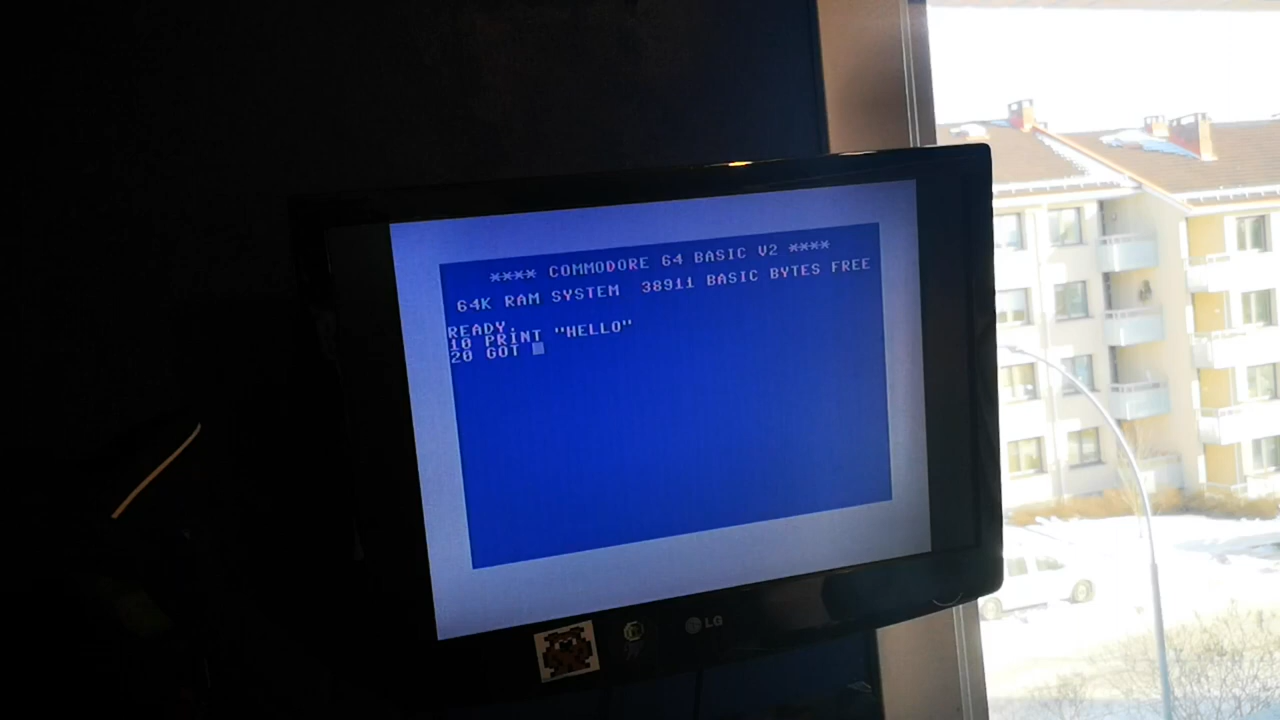 **** COMMODORE 64 BASIC V2 ****
64K RAM SYSTEM  38911 BASIC BYTES FREE
READY.
10 PRINT "HELLO"
20 GOT
LG